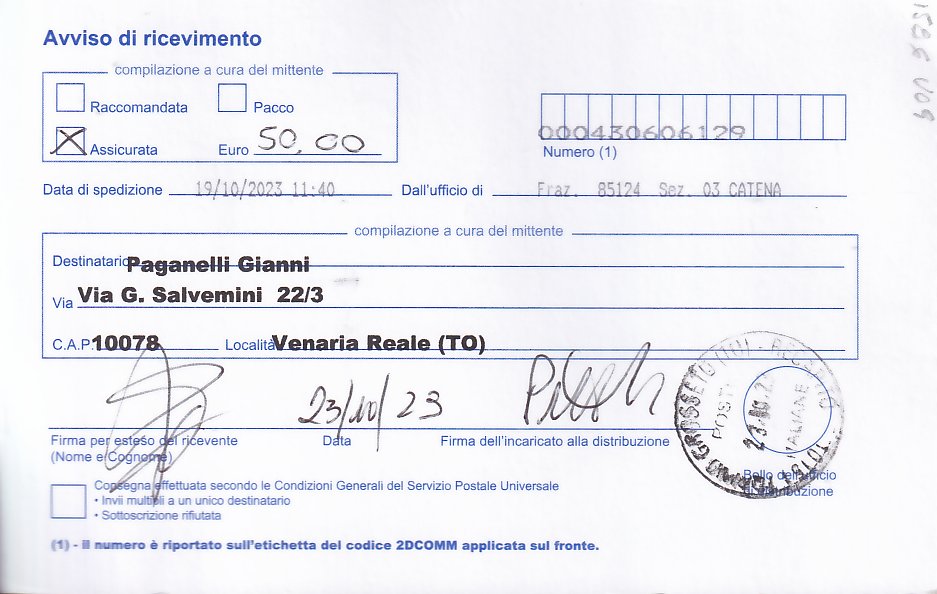 Avviso di ricevimento
compilazione a cura del mittente
Raccomandata Pacco
Assicurata Euro 50,00
000430606129
Numero (1)
Data di spedizione 19/10/2023 11:40 Dall'ufficio di Fraz. 85124 Sez. 03 CATENA
compilazione a cura del mittente
Destinatario Paganelli Gianni
Via Via G. Salvemini 22/3
C.A.P. 10078 Località Venaria Reale (TO)
23/10/23
Firma per esteso del ricevente Data Firma dell'incaricato alla distribuzione
(Nome e Cognome)
Bollo dell'ufficio
di distribuzione
Consegna effettuata secondo le Condizioni Generali del Servizio Postale Universale
• Invii multipli a un unico destinatario
• Sottoscrizione rifiutata
(1) - Il numero è riportato sull'etichetta del codice 2DCOMM applicata sul fronte.